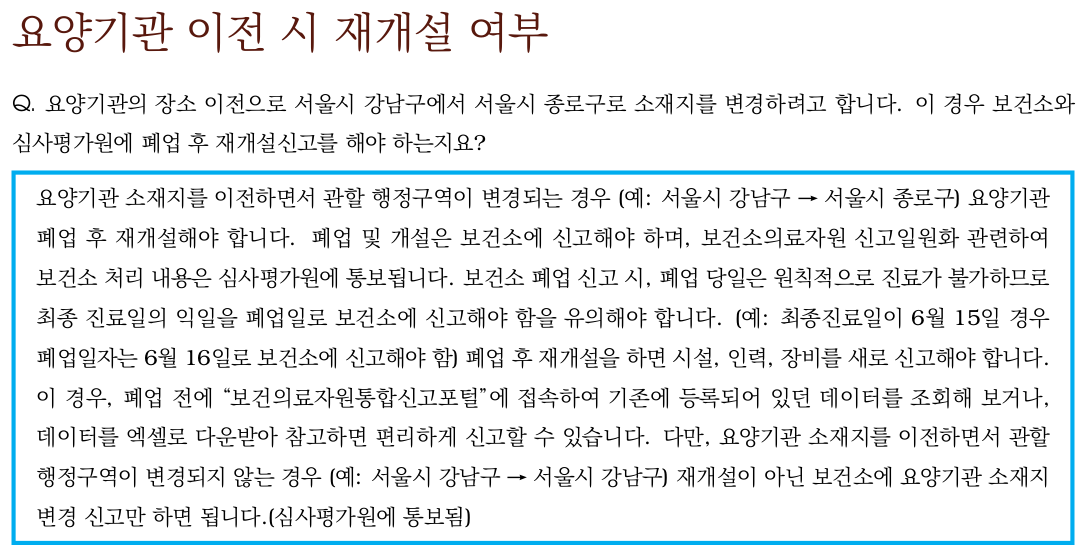 요양기관 이전 시 재개설 여부
Q. 요양기관의 장소 이전으로 서울시 강남구에서 서울시 종로구로 소재지를 변경하려고 합니다. 이 경우 보건소와
심사평가원에 폐업 후 재개설신고를 해야 하는지요?
요양기관 소재지를 이전하면서 관할 행정구역이 변경되는 경우 (예: 서울시 강남구 → 서울시 종로구) 요양기관
폐업 후 재개설해야 합니다. 폐업 및 개설은 보건소에 신고해야 하며, 보건소의료자원 신고일원화 관련하여
보건소 처리 내용은 심사평가원에 통보됩니다. 보건소 폐업 신고 시, 폐업 당일은 원칙적으로 진료가 불가하므로
최종 진료일의 익일을 폐업일로 보건소에 신고해야 함을 유의해야 합니다. (예: 최종진료일이 6월 15일 경우
폐업일자는 6월 16일로 보건소에 신고해야 함) 폐업 후 재개설을 하면 시설, 인력, 장비를 새로 신고해야 합니다.
이 경우, 폐업 전에 “보건의료자원통합신고포털”에 접속하여 기존에 등록되어 있던 데이터를 조회해 보거나,
데이터를 엑셀로 다운받아 참고하면 편리하게 신고할 수 있습니다. 다만, 요양기관 소재지를 이전하면서 관할
행정구역이 변경되지 않는 경우 (예: 서울시 강남구 → 서울시 강남구) 재개설이 아닌 보건소에 요양기관 소재지
변경 신고만 하면 됩니다.(심사평가원에 통보됨)